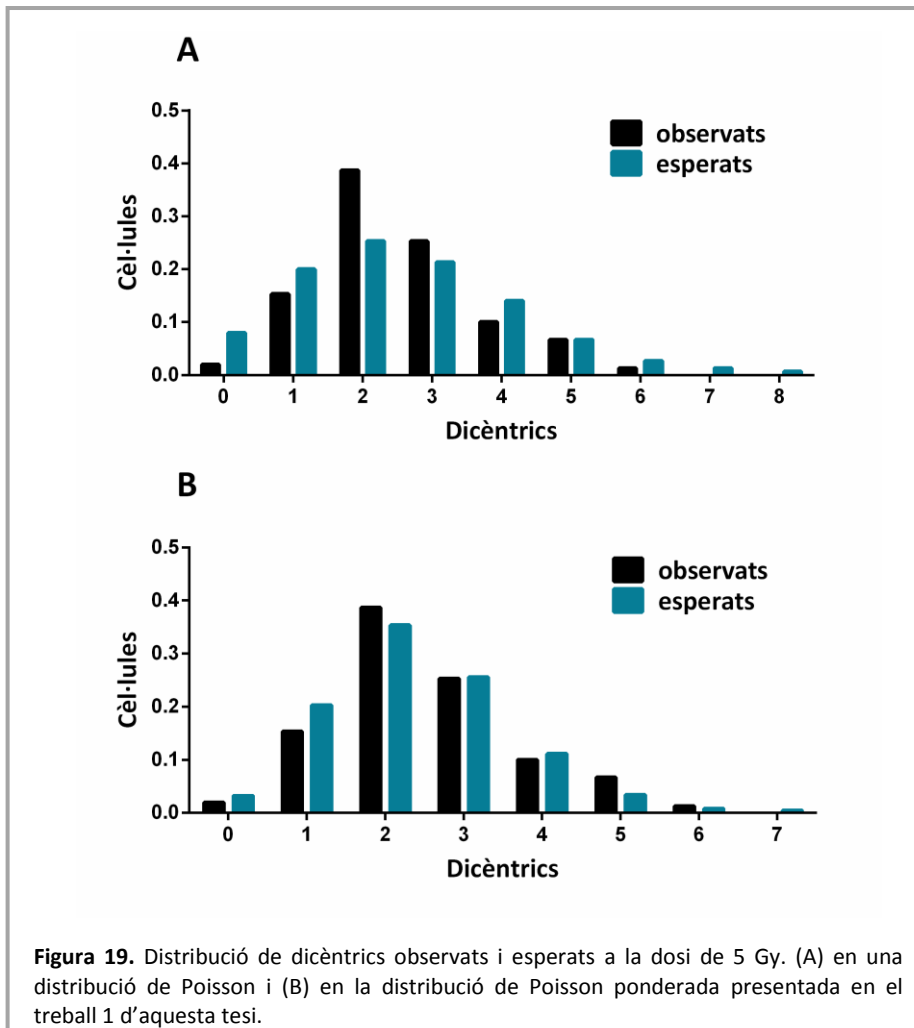 A
0.5
0.4
0.3
0.2
0.1
0.0
Cèl·lules
observats
esperats
0 1 2 3 4 5 6 7 8
Dicèntrics
B
0.5
0.4
0.3
0.2
0.1
0.0
Cèl·lules
observats
esperats
0 1 2 3 4 5 6 7
Dicèntrics
Figura 19. Distribució de dicèntrics observats i esperats a la dosi de 5 Gy. (A) en una
distribució de Poisson i (B) en la distribució de Poisson ponderada presentada en el
treball 1 d’aquesta tesi.